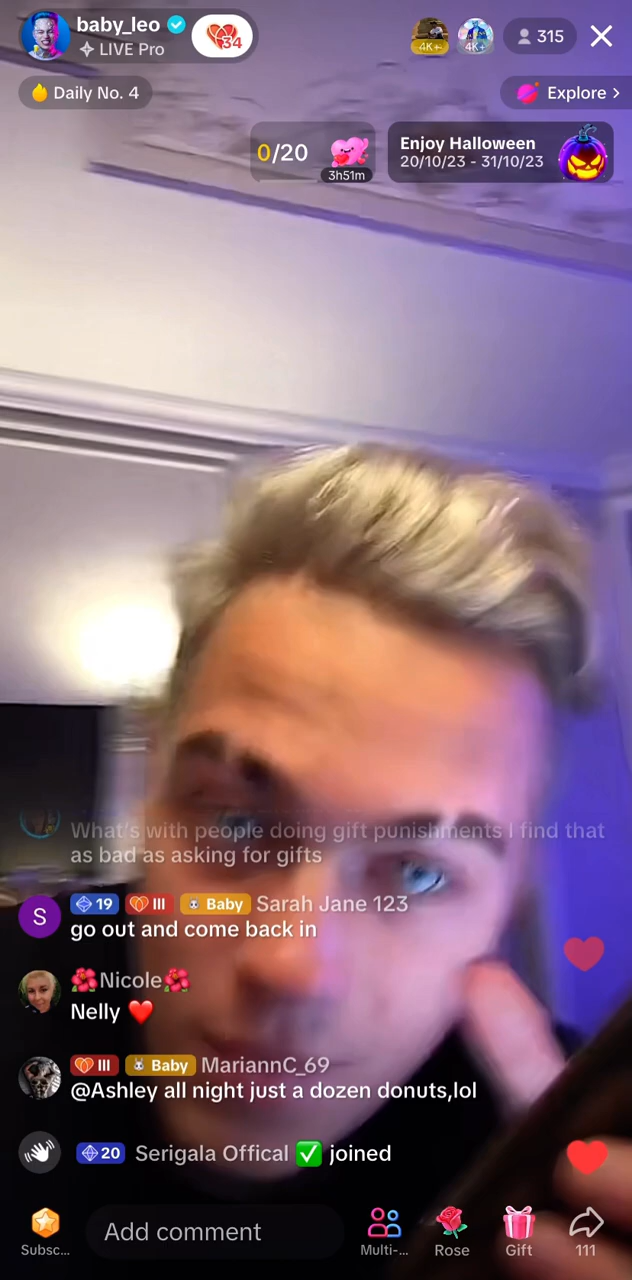 baby_leo
34
LIVE Pro
4K+
4K+
315
Daily No. 4
Explore >
0/20
3h51m
Enjoy Halloween
20/10/23 - 31/10/23
What's with people doing gift punishments I find that
as bad as asking for gifts
S
19 III Baby Sarah Jane 123
go out and come back in
🌺Nicole🌺
Nelly ❤️
III Baby MariannC_69
@Ashley all night just a dozen donuts,lol
20 Serigala Offical ✅ joined
Add comment
Subsc...
Multi-...
Rose
Gift
111